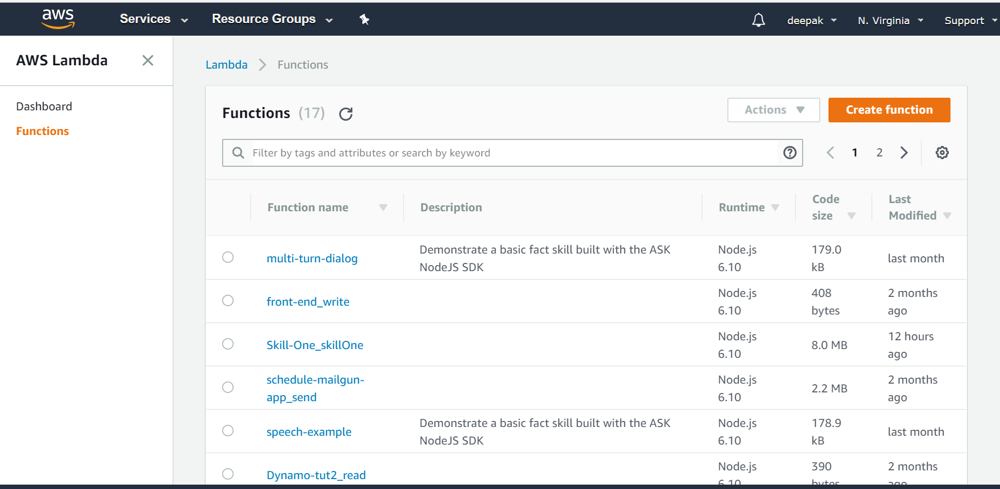 aws Services Resource Groups deepak N. Virginia Support
AWS Lambda
Dashboard
Functions
Lambda Functions
Functions (17)
Actions Create function
Filter by tags and attributes or search by keyword
1 2
Function name Description Runtime Code size Last Modified
multi-turn-dialog
Demonstrate a basic fact skill built with the ASK
NodeJS SDK
Node.js
6.10
179.0
kB
last month
front-end_write
Node.js
6.10
408
bytes
2 months
ago
Skill-One_skillOne
Node.js
6.10
8.0 MB
12 hours
ago
schedule-mailgun-
app_send
Node.js
6.10
2.2 MB
2 months
ago
speech-example
Demonstrate a basic fact skill built with the ASK
NodeJS SDK
Node.js
6.10
178.9
kB
last month
Dynamo-tut2_read
Node.js
6.10
390
bytes
2 months
ago